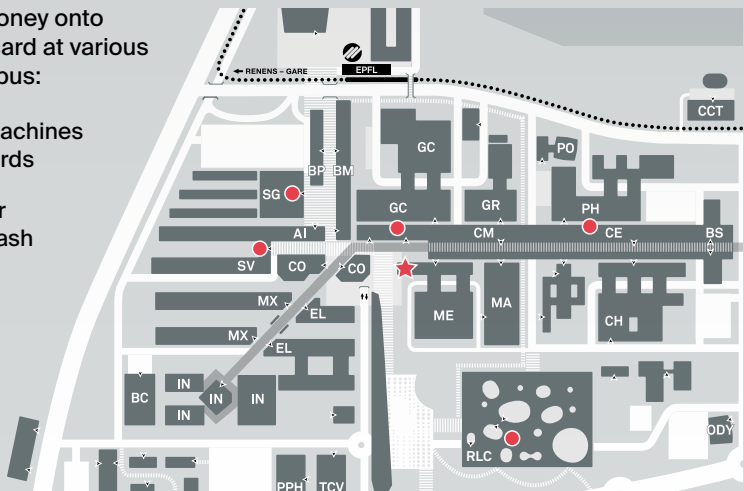 oney onto
ard at various
pus:
achines
rds
r
ash
← RENENS – GARE
EPFL
CCT
GC
PO
BP
BM
SG
GC
GR
PH
AI
CM
CE
BS
SV
CO
CO
MX
EL
ME
MA
CH
MX
EL
BC
IN
IN
IN
IN
ODY
RLC
PPH
TCV